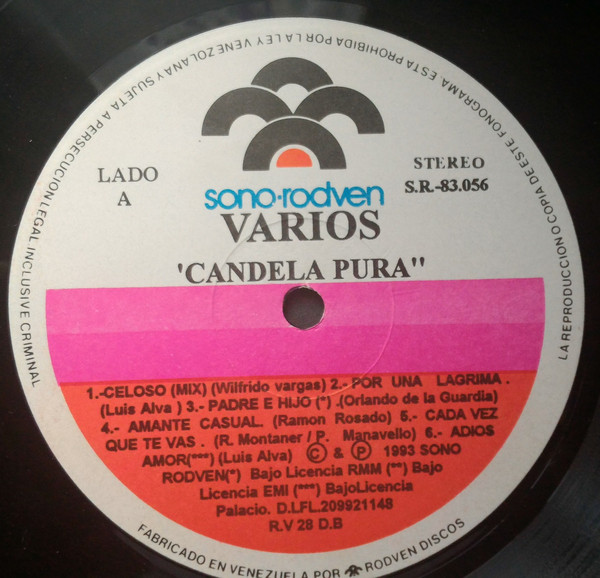 LA REPRODUCCION O COPIA DE ESTE FONOGRAMA, ESTA PROHIBIDA POR LA LEY VENEZOLANA Y SUJETA A PERSECUCION LEGAL INCLUSIVE CRIMINAL
LADO
A
STEREO
S.R.-83.056
sono·rodven
VARIOS
'CANDELA PURA"
1.-CELOSO (MIX) (Wilfrido vargas) 2.- POR UNA LAGRIMA .
(Luis Alva ) 3.- PADRE E HIJO (*) .(Orlando de la Guardia)
4.- AMANTE CASUAL. (Ramon Rosado) 5.- CADA VEZ
QUE TE VAS . (R. Montaner / P. Manavello) 6.- ADIOS
AMOR(***) (Luis Alva) © & ℗ 1993 SONO
RODVEN(*) Bajo Licencia RMM (**) Bajo
Licencia EMI (***) BajoLicencia
Palacio. D.LFL.209921148
R.V 28 D.B
FABRICADO EN VENEZUELA POR RODVEN DISCOS